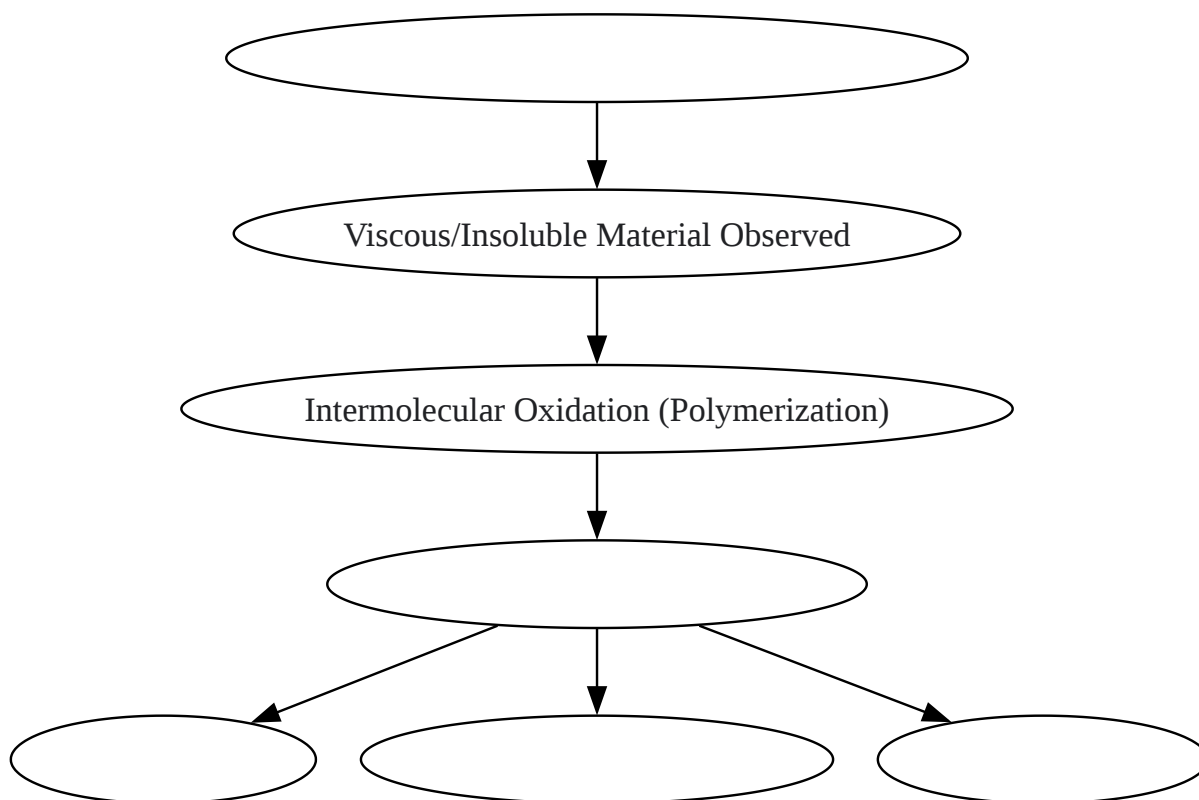 Viscous/Insoluble Material Observed
Intermolecular Oxidation (Polymerization)